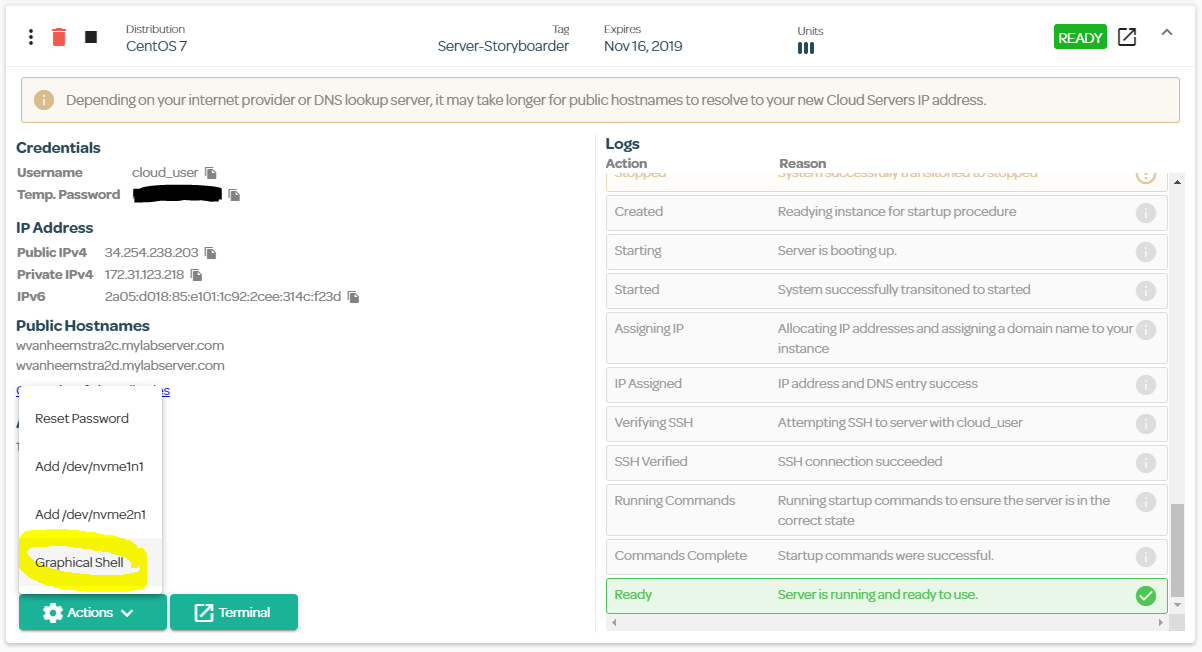 Distribution
CentOS 7
Tag
Server-Storyboarder
Expires
Nov 16, 2019
Units
READY
Depending on your internet provider or DNS lookup server, it may take longer for public hostnames to resolve to your new Cloud Servers IP address.
Credentials
Username cloud_user
Temp. Password
IP Address
Public IPv4 34.254.238.203
Private IPv4 172.31.123.218
IPv6 2a05:d018:85:e101:1c92:2cee:314c:f23d
Public Hostnames
wvanheemstra2c.mylabserver.com
wvanheemstra2d.mylabserver.com
Reset Password
Add /dev/nvme1n1
Add /dev/nvme2n1
Graphical Shell
Actions
Terminal
Logs
Action Reason
Stopped System successfully transitoned to stopped
Created Readying instance for startup procedure
Starting Server is booting up.
Started System successfully transitoned to started
Assigning IP Allocating IP addresses and assigning a domain name to your
instance
IP Assigned IP address and DNS entry success
Verifying SSH Attempting SSH to server with cloud_user
SSH Verified SSH connection succeeded
Running Commands Running startup commands to ensure the server is in the
correct state
Commands Complete Startup commands were successful.
Ready Server is running and ready to use.